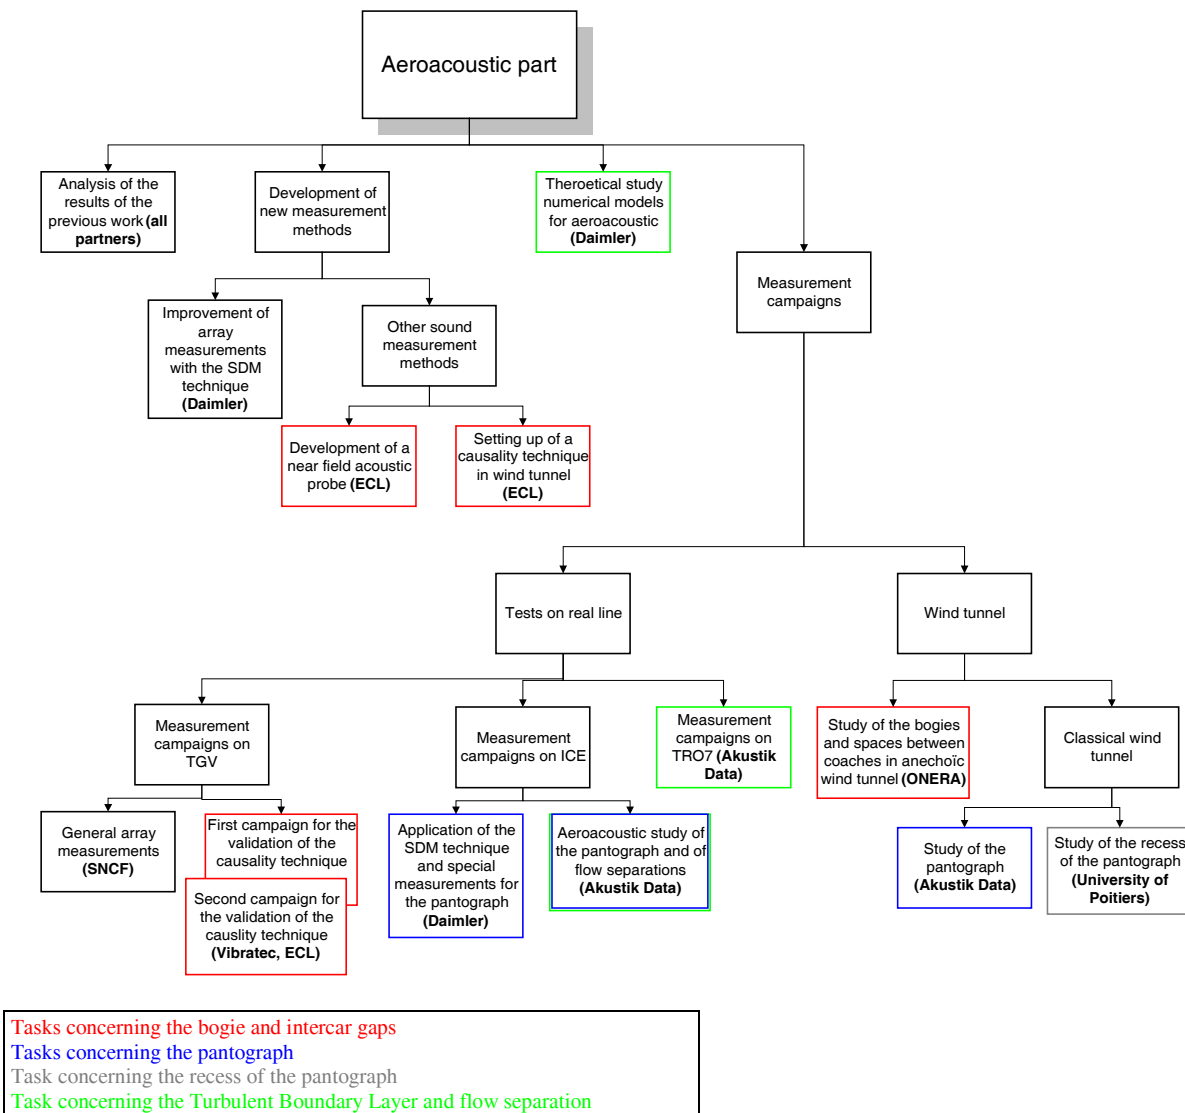 Aeroacoustic part
Analysis of the
results of the
previous work (all
partners)
Development of
new measurement
methods
Theroetical study
numerical models
for aeroacoustic
(Daimler)
Measurement
campaigns
Improvement of
array
measurements
with the SDM
technique
(Daimler)
Other sound
measurement
methods
Development of a
near field acoustic
probe (ECL)
Setting up of a
causality technique
in wind tunnel
(ECL)
Tests on real line
Wind tunnel
Measurement
campaigns on
TGV
Measurement
campaigns on ICE
Measurement
campaigns on
TRO7 (Akustik
Data)
Study of the bogies
and spaces between
coaches in anechoïc
wind tunnel (ONERA)
Classical wind
tunnel
General array
measurements
(SNCF)
First campaign for the
validation of the
causality technique
Second campaign for
the validation of the
causlity technique
(Vibratec, ECL)
Application of the
SDM technique
and special
measurements for
the pantograph
(Daimler)
Aeroacoustic study of
the pantograph and of
flow separations
(Akustik Data)
Study of the
pantograph
(Akustik Data)
Study of the recess
of the pantograph
(University of
Poitiers)
Tasks concerning the bogie and intercar gaps
Tasks concerning the pantograph
Task concerning the recess of the pantograph
Task concerning the Turbulent Boundary Layer and flow separation